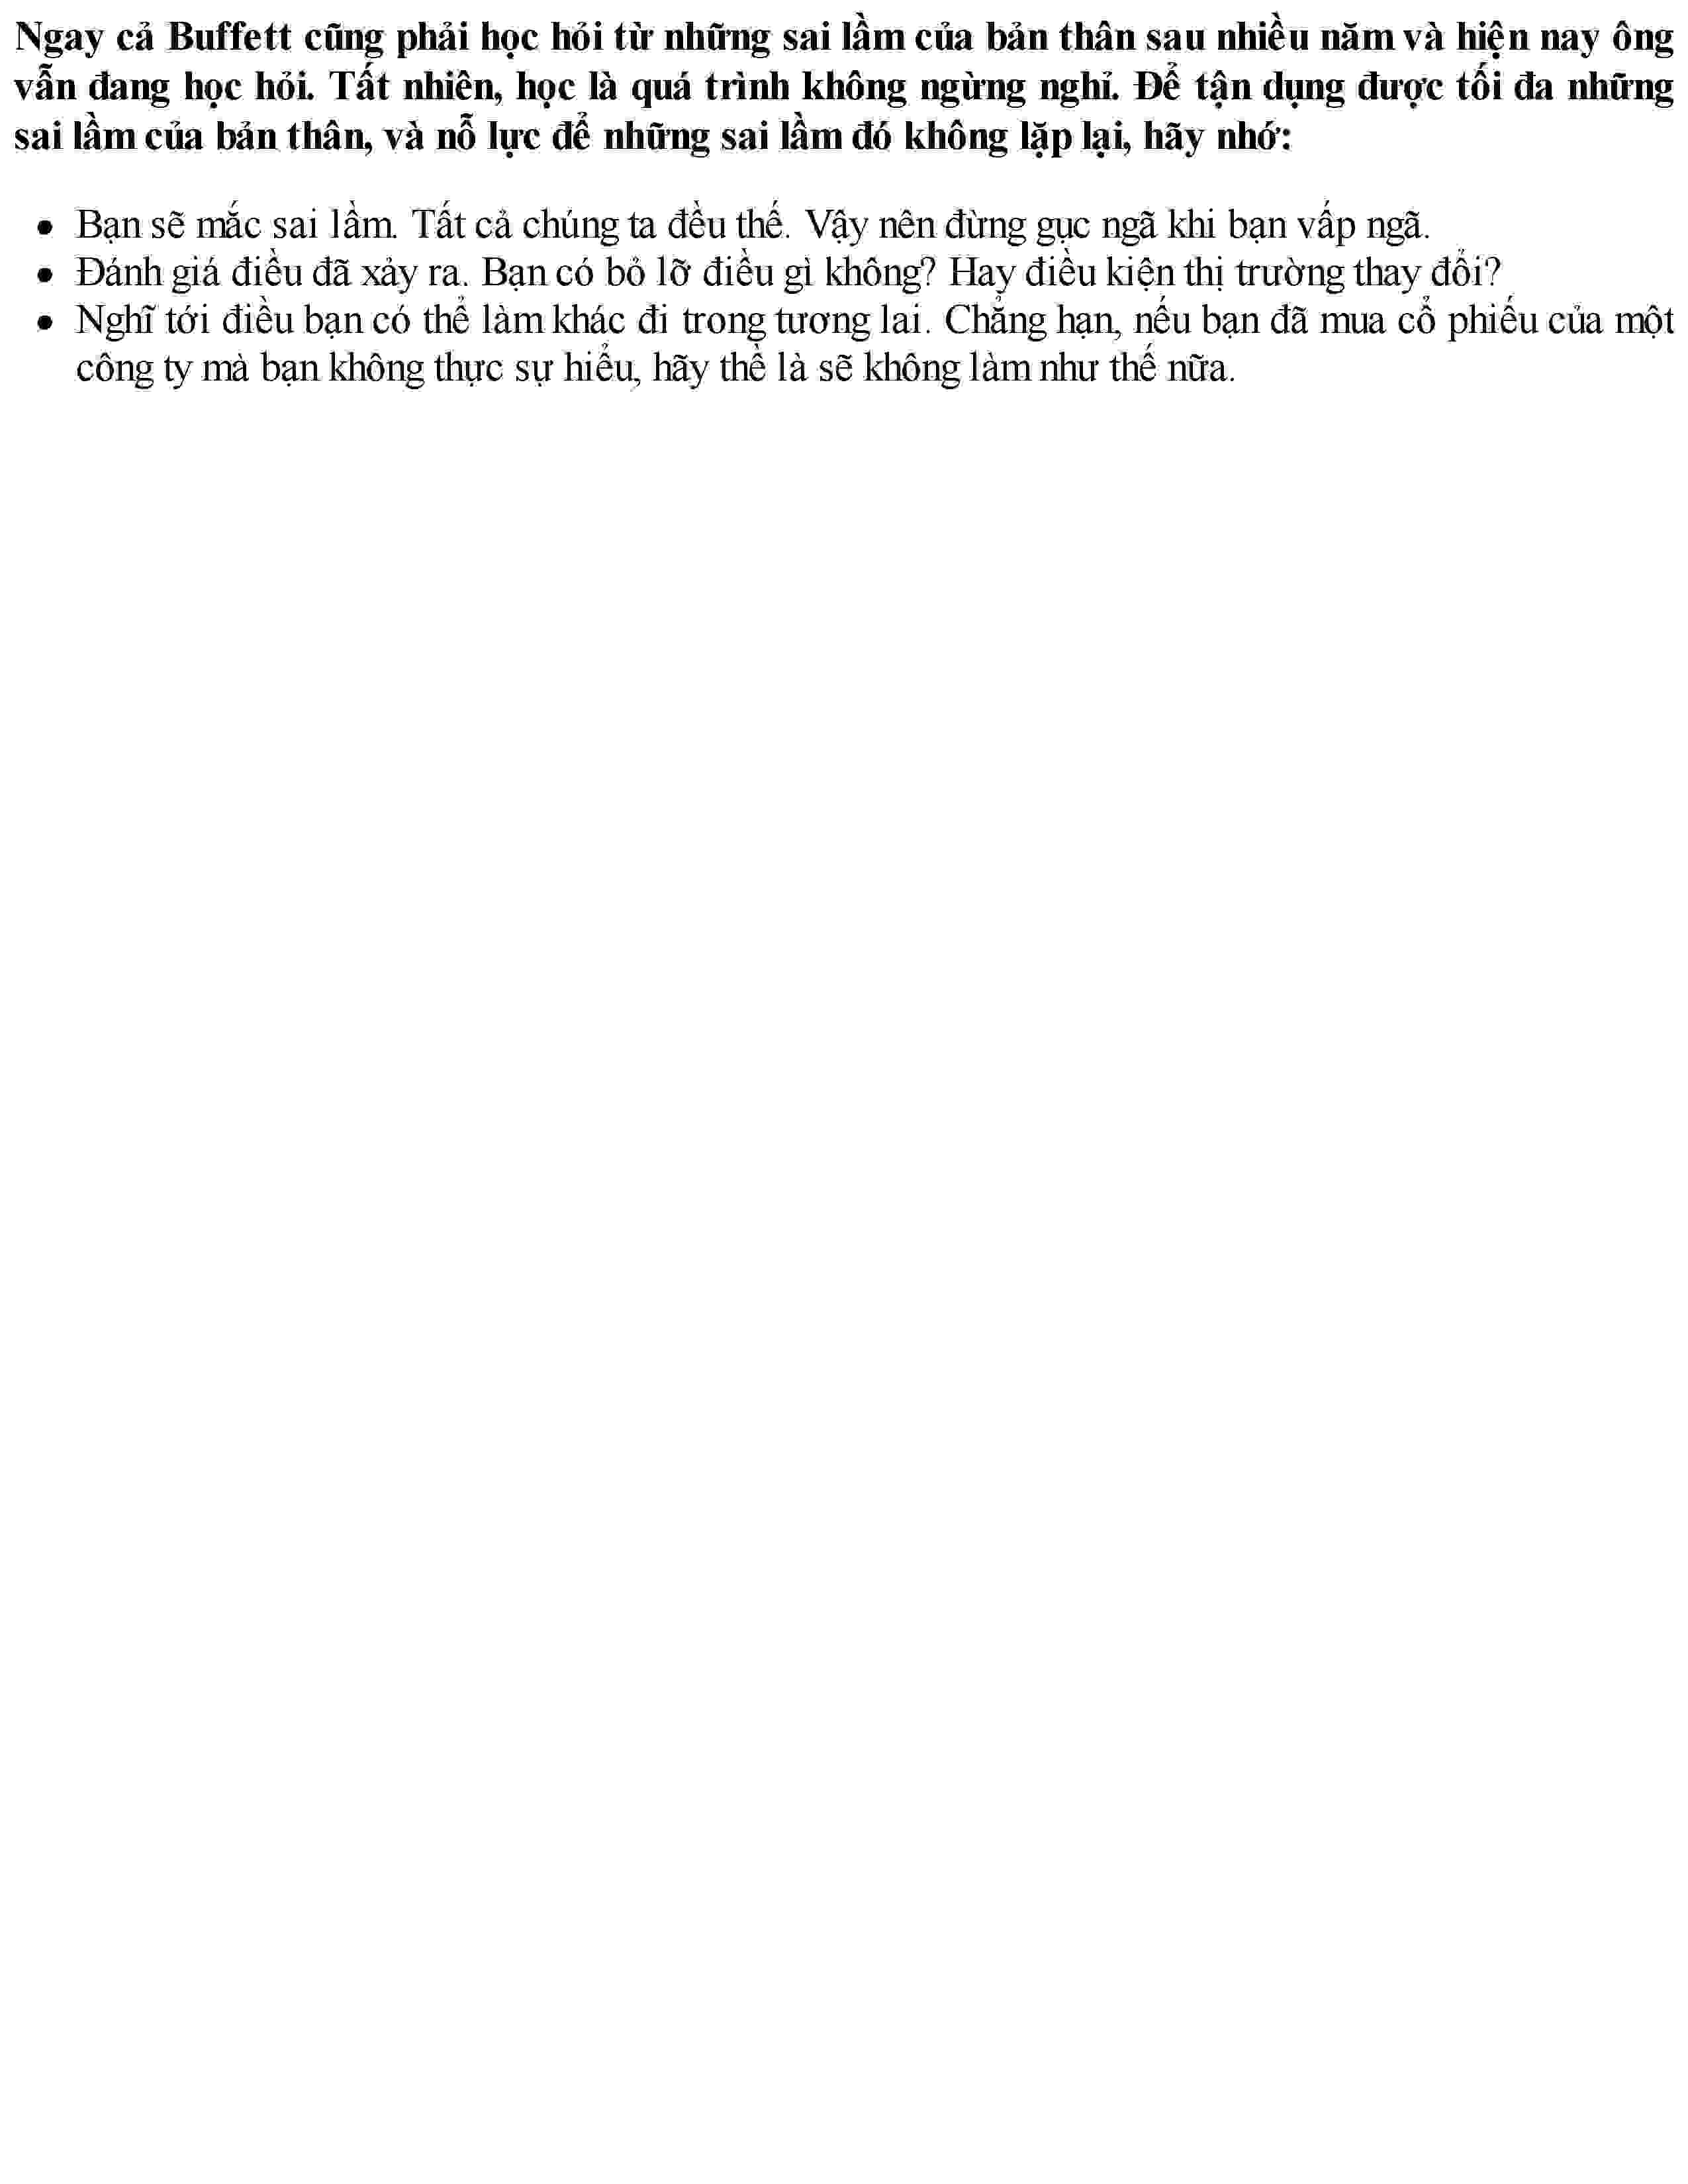 Ngay cả Buffett cũng phải học hỏi từ những sai lầm của bản thân sau nhiều năm và hiện nay ông
vẫn đang học hỏi. Tất nhiên, học là quá trình không ngừng nghỉ. Để tận dụng được tối đa những
sai lầm của bản thân, và nỗ lực để những sai lầm đó không lặp lại, hãy nhớ:
• Bạn sẽ mắc sai lầm. Tất cả chúng ta đều thế. Vậy nên đừng gục ngã khi bạn vấp ngã.
• Đánh giá điều đã xảy ra. Bạn có bỏ lỡ điều gì không? Hay điều kiện thị trường thay đổi?
• Nghĩ tới điều bạn có thể làm khác đi trong tương lai. Chẳng hạn, nếu bạn đã mua cổ phiếu của một
công ty mà bạn không thực sự hiểu, hãy thề là sẽ không làm như thế nữa.